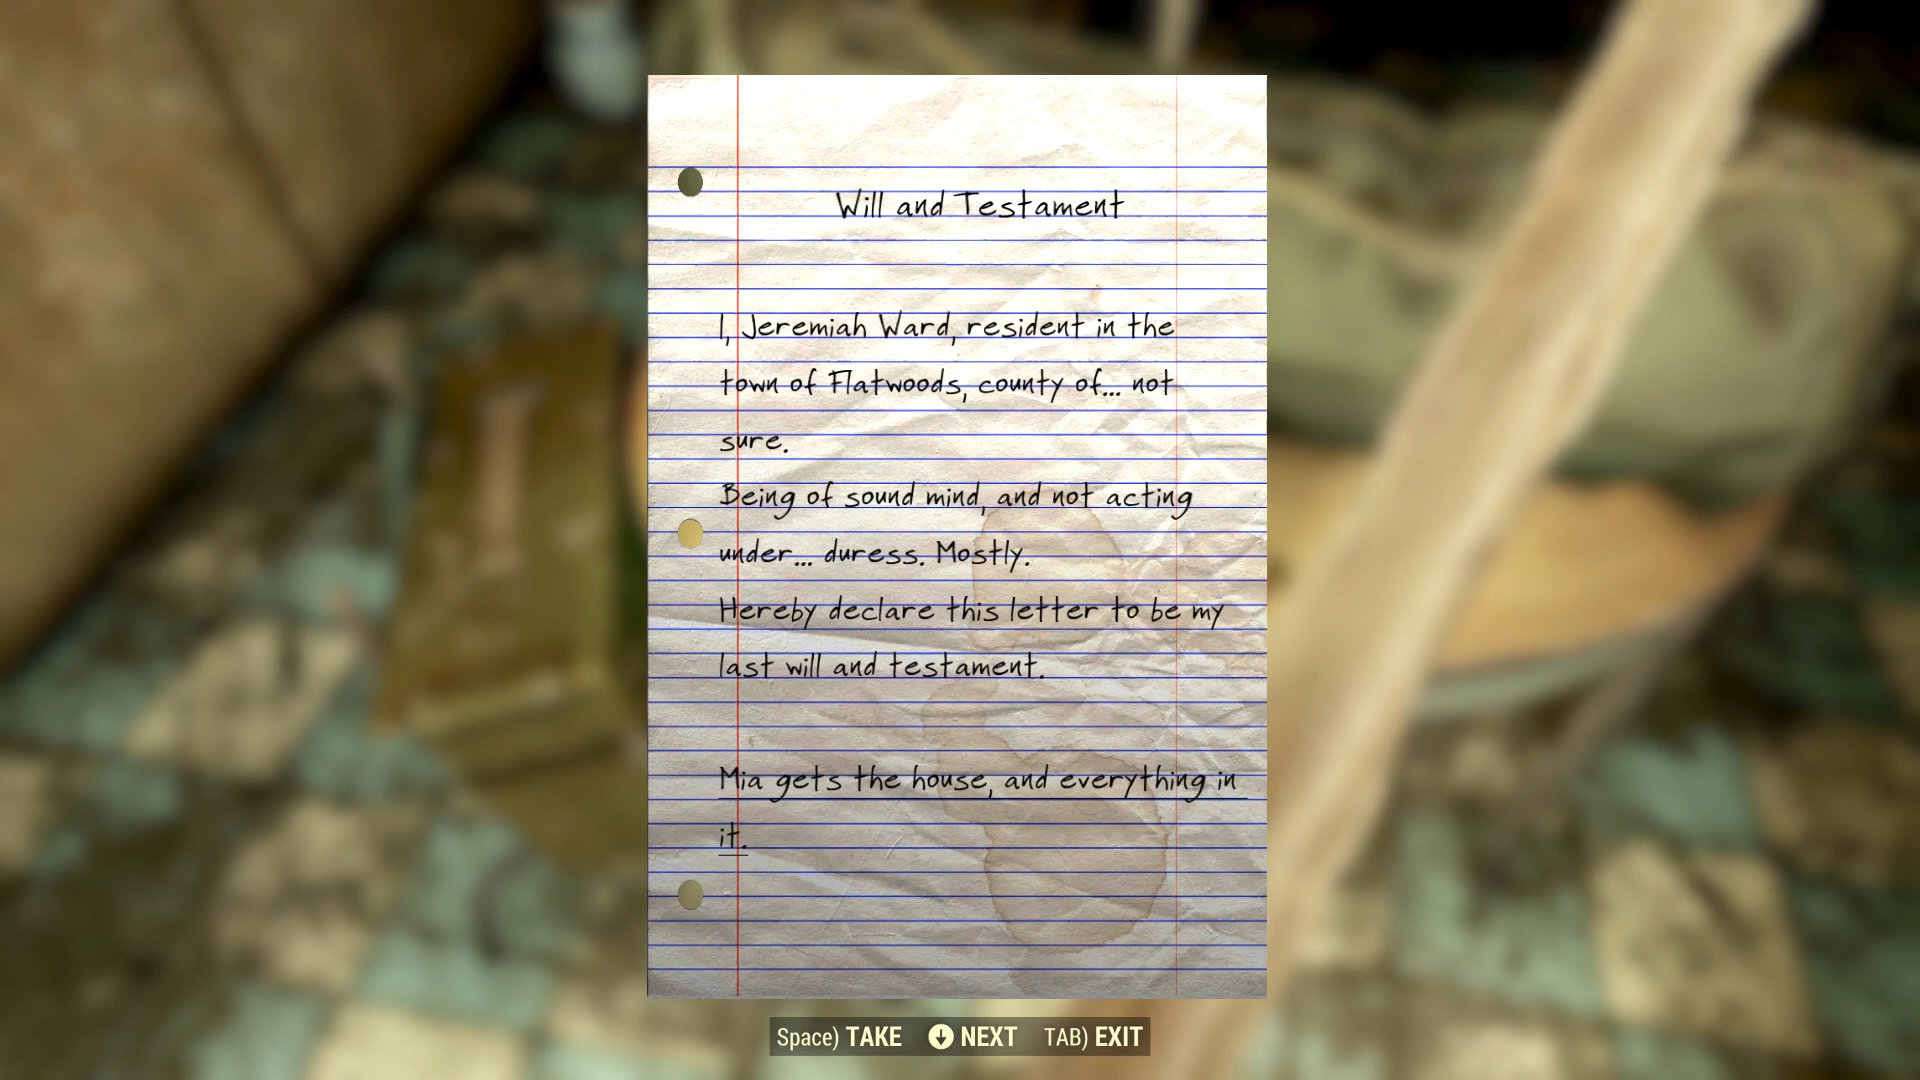 Will and Testament
I, Jeremiah Ward, resident in the
town of Flatwoods, county of... not
sure.
Being of sound mind, and not acting
under... duress. Mostly.
Hereby declare this letter to be my
last will and testament.
Mia gets the house, and everything in
it.
Space) TAKE NEXT TAB) EXIT